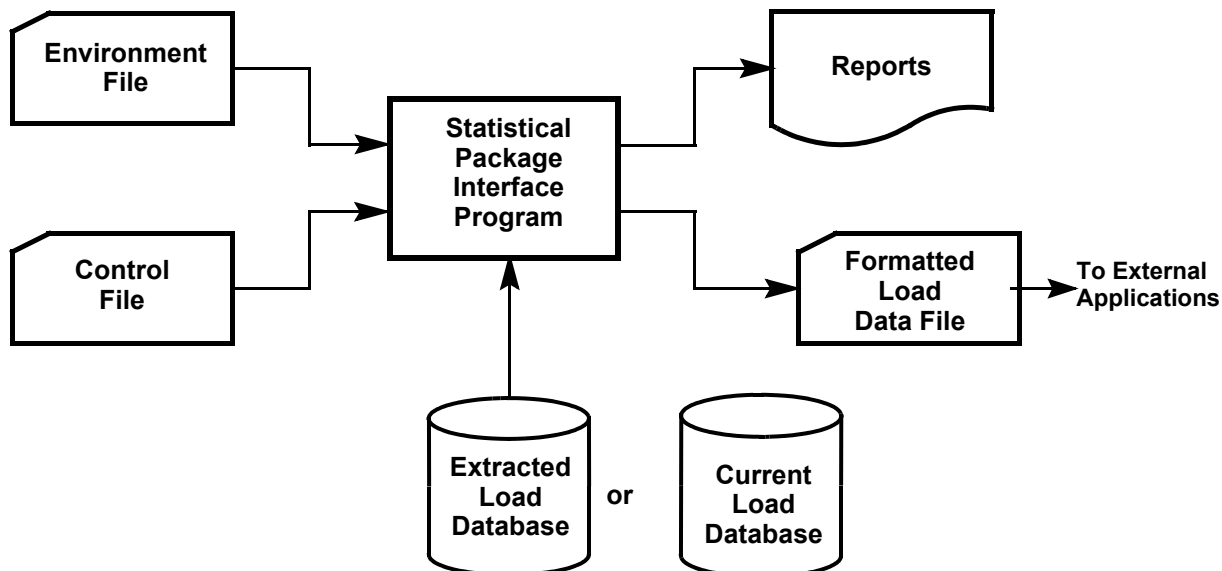 Environment
File
Reports
Statistical
Package
Interface
Program
Control
File
Formatted
Load
Data File
To External
Applications
Extracted
Load
Database
or
Current
Load
Database